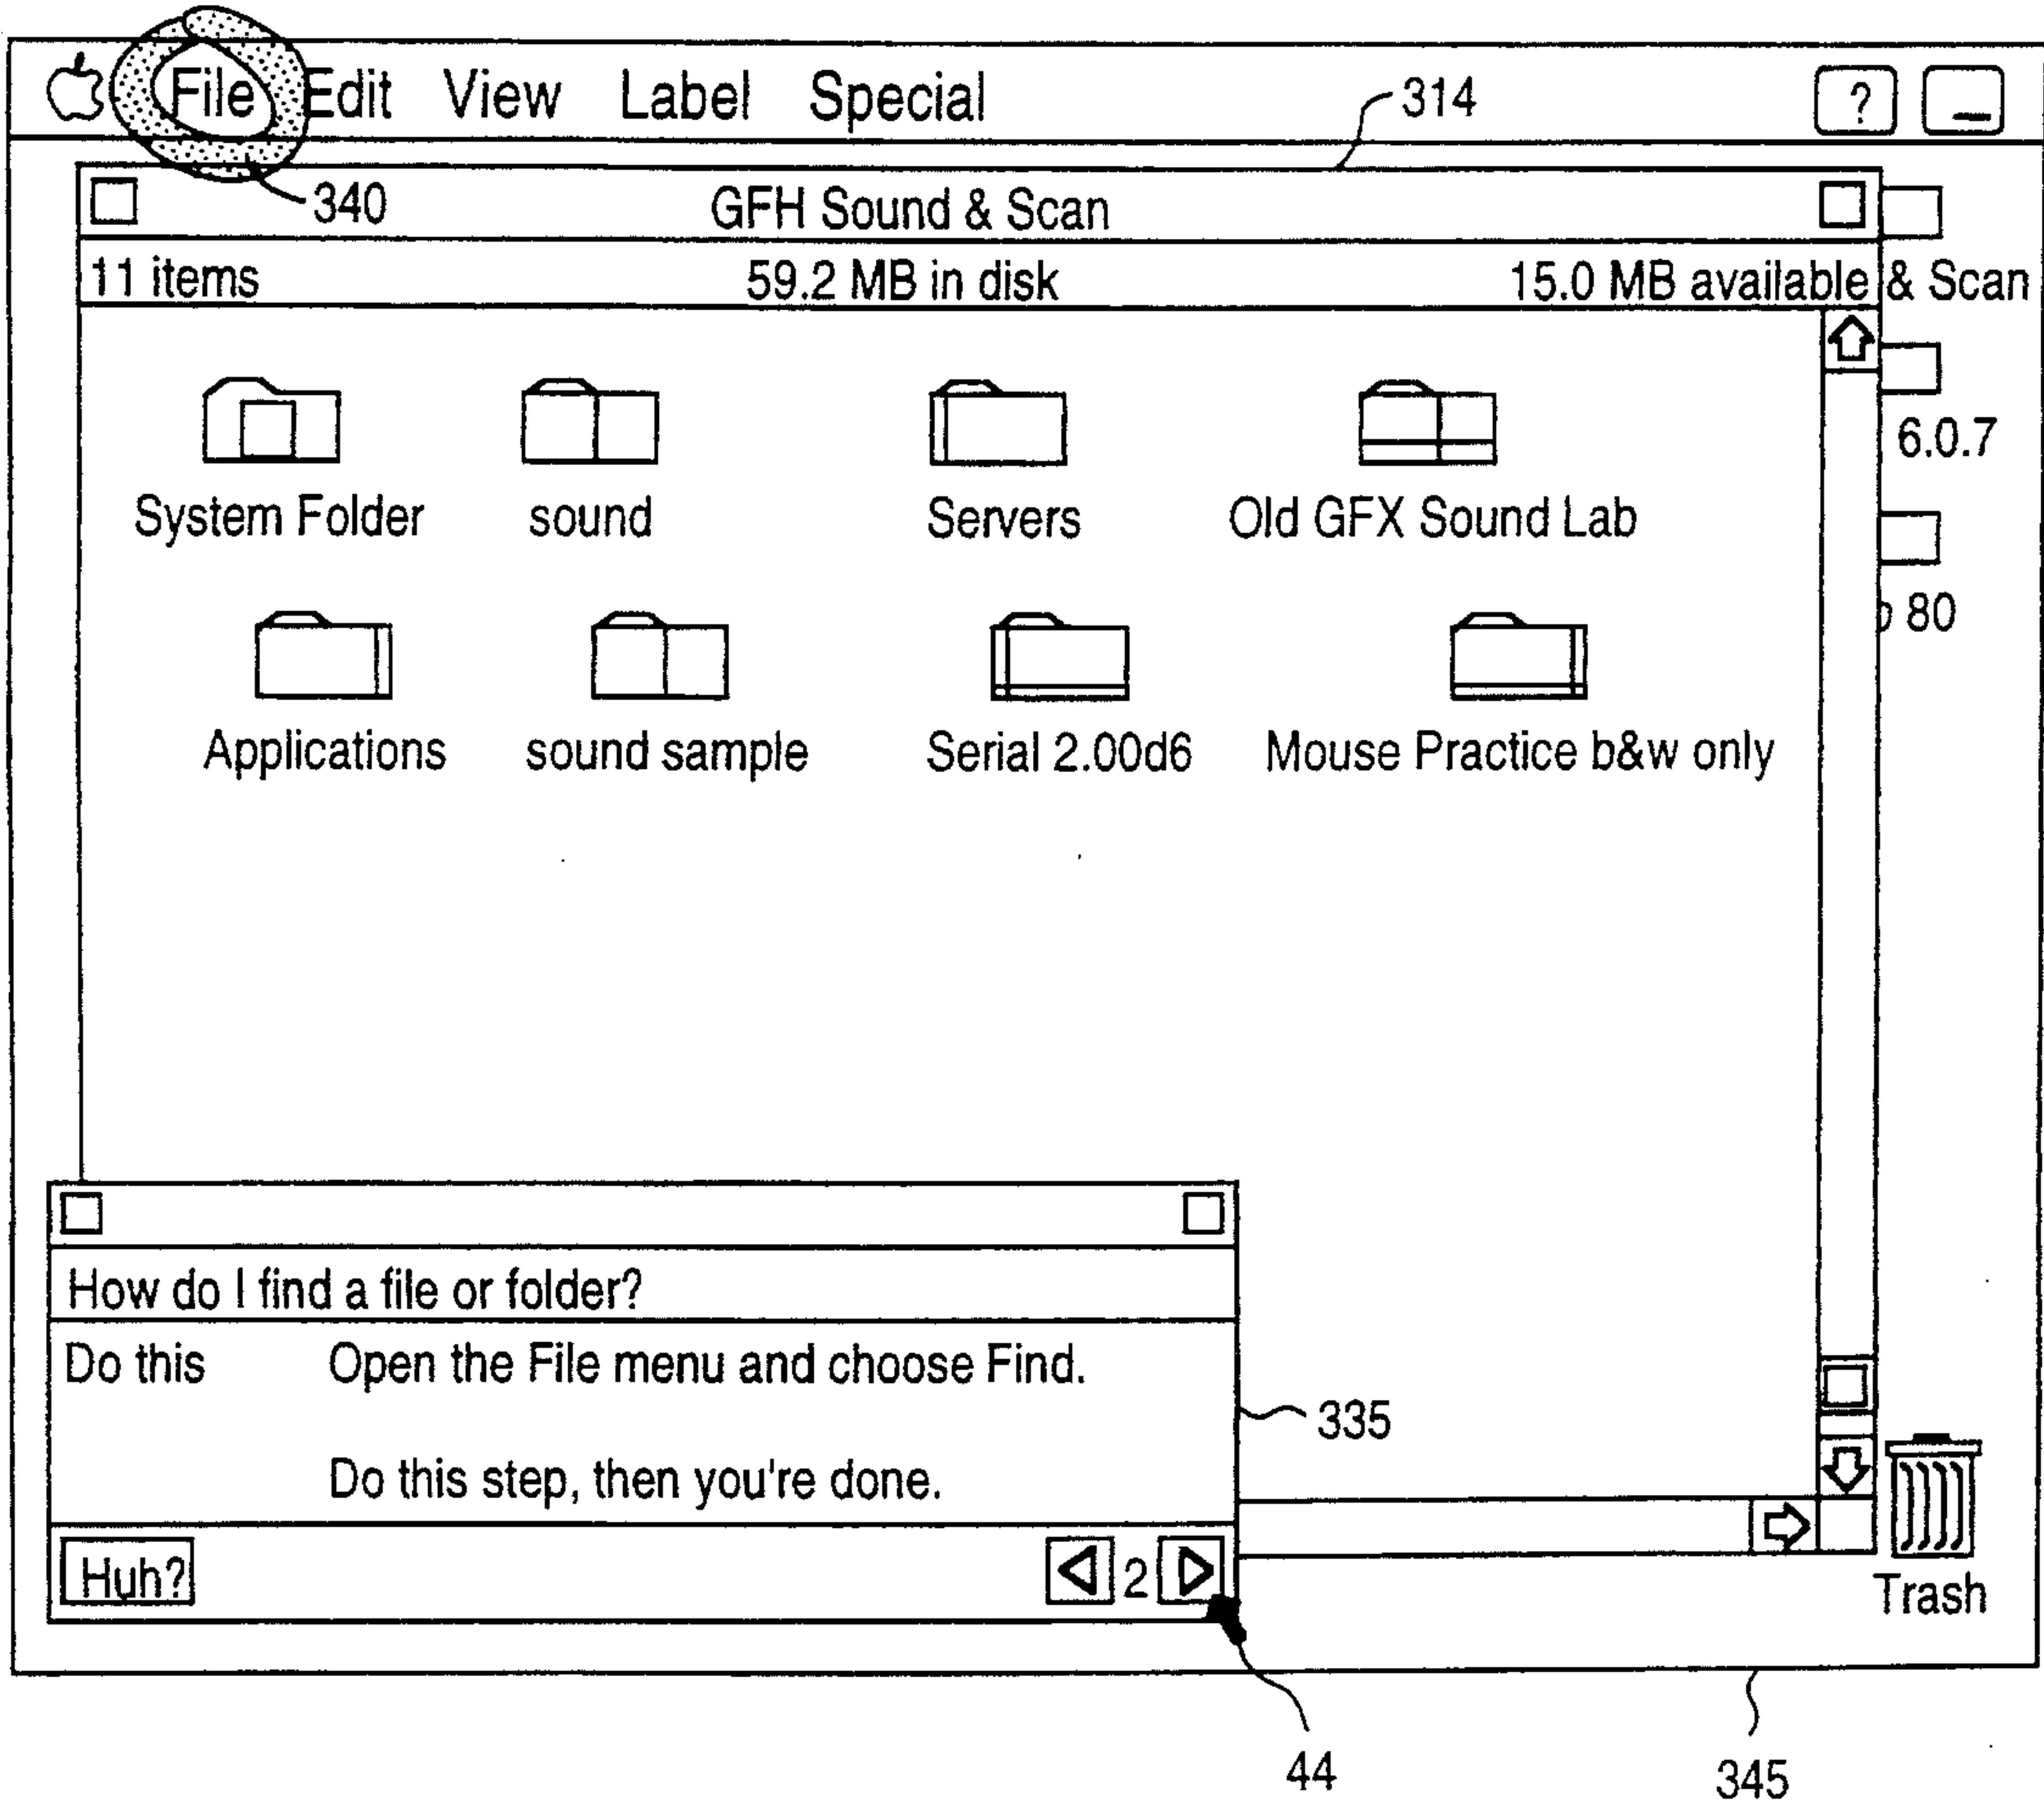 File Edit View Label Special ?
314
340
GFH Sound & Scan
11 items 59.2 MB in disk 15.0 MB available & Scan
6.0.7
System Folder sound Servers Old GFX Sound Lab
80
Applications sound sample Serial 2.00d6 Mouse Practice b&w only
How do I find a file or folder?
Do this Open the File menu and choose Find.
335
Do this step, then you're done.
Huh? 2
Trash
44
345